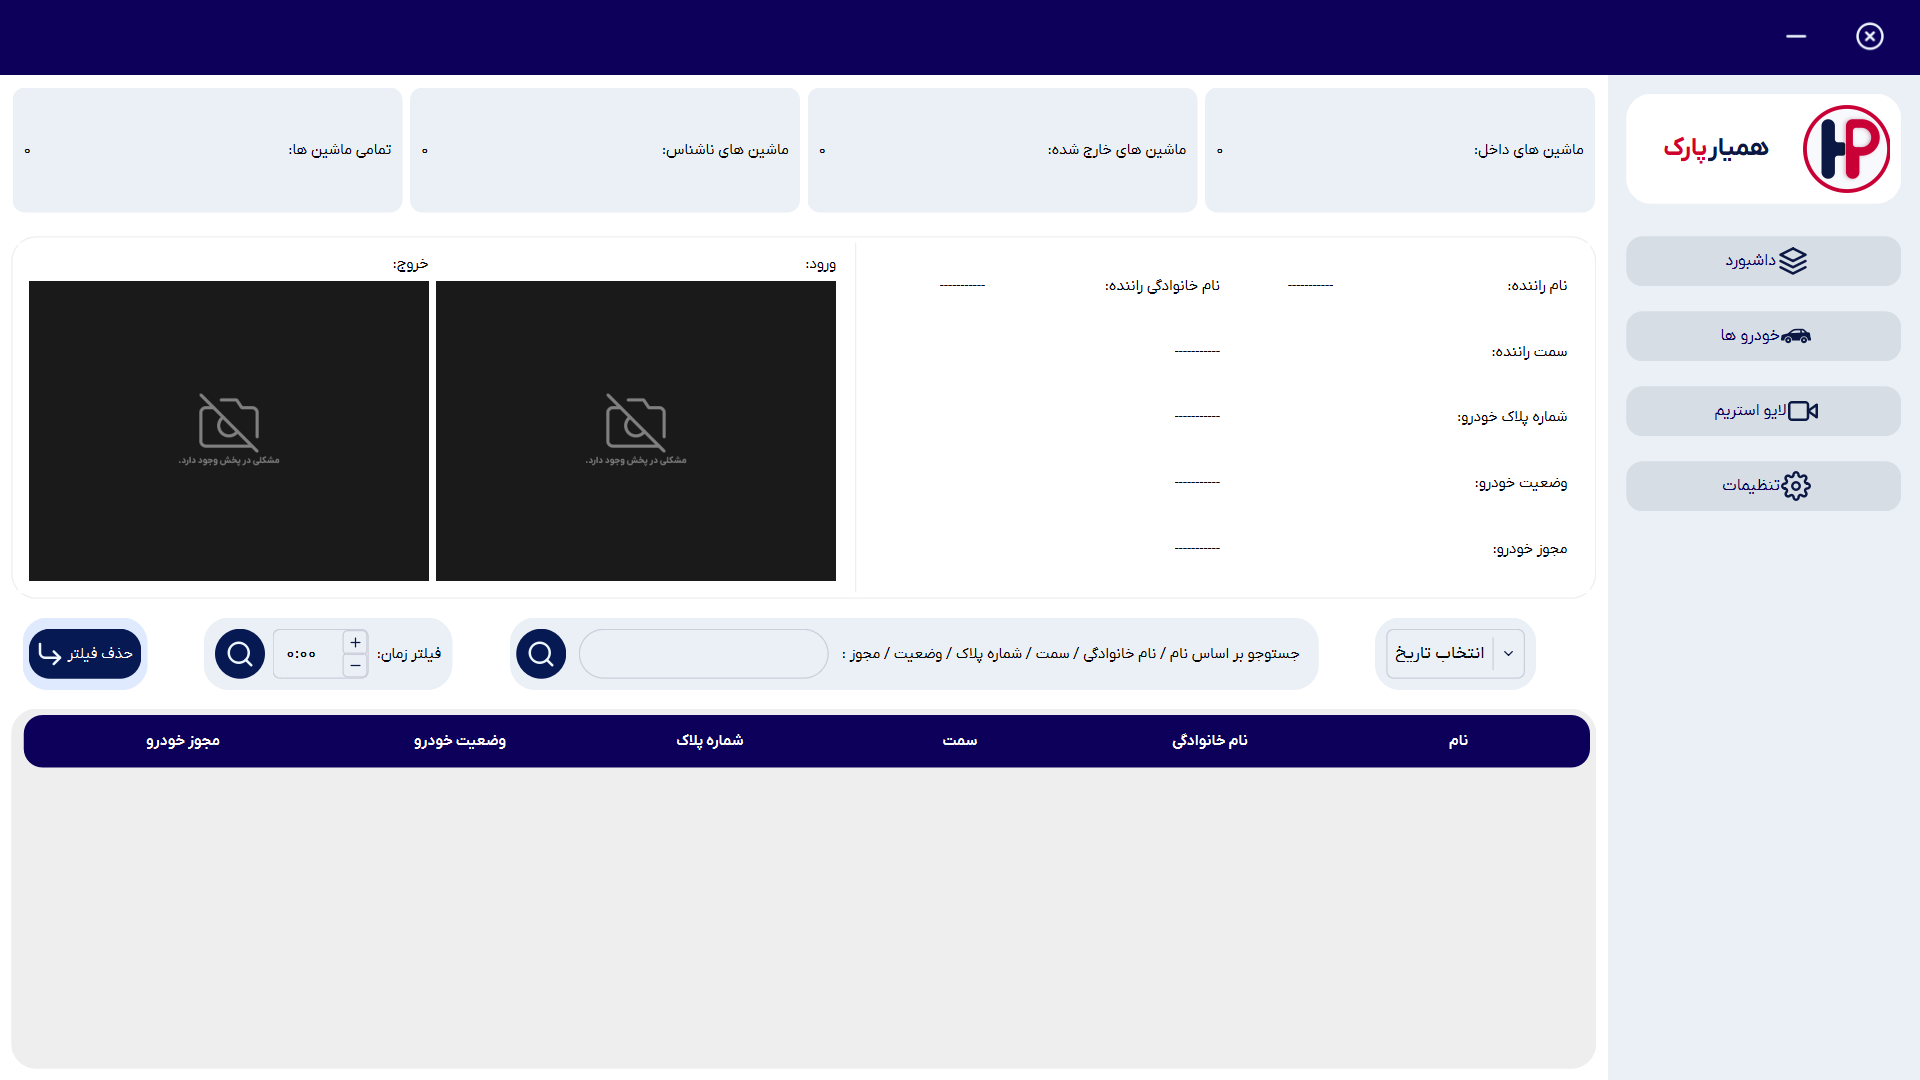 همیارپارک
داشبورد
خودرو ها
لایو استریم
تنظیمات
ماشین های داخل: ۰
ماشین های خارج شده: ۰
ماشین های ناشناس: ۰
تمامی ماشین ها: ۰
نام راننده: -----------
نام خانوادگی راننده: -----------
سمت راننده: -----------
شماره پلاک خودرو: -----------
وضعیت خودرو: -----------
مجوز خودرو: -----------
ورود:
مشکلی در پخش وجود دارد.
خروج:
مشکلی در پخش وجود دارد.
انتخاب تاریخ
جستوجو بر اساس نام / نام خانوادگی / سمت / شماره پلاک / وضعیت / مجوز :
فیلتر زمان: ۰:۰۰
حذف فیلتر
نام نام خانوادگی سمت شماره پلاک وضعیت خودرو مجوز خودرو